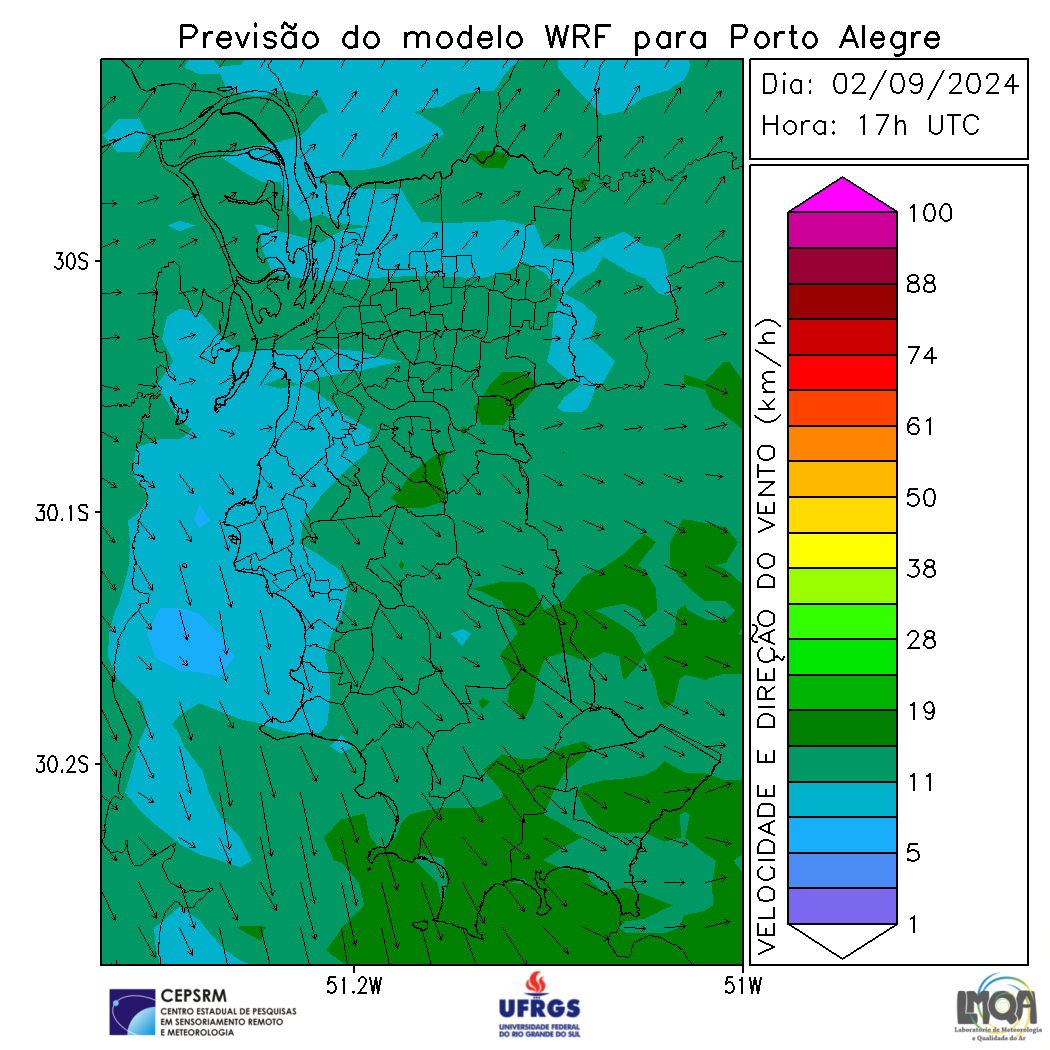 Previsão do modelo WRF para Porto Alegre
Dia: 02/09/2024
Hora: 17h UTC
30S
30.1S
30.2S
51.2W
51W
VELOCIDADE E DIREÇÃO DO VENTO (km/h)
100
88
74
61
50
38
28
19
11
5
1
CEPSRM
CENTRO ESTADUAL DE PESQUISAS
EM SENSORIAMENTO REMOTO
E METEOROLOGIA
UFRGS
UNIVERSIDADE FEDERAL
DO RIO GRANDE DO SUL
LMQA
Laboratório de Meteorologia
e Qualidade do Ar